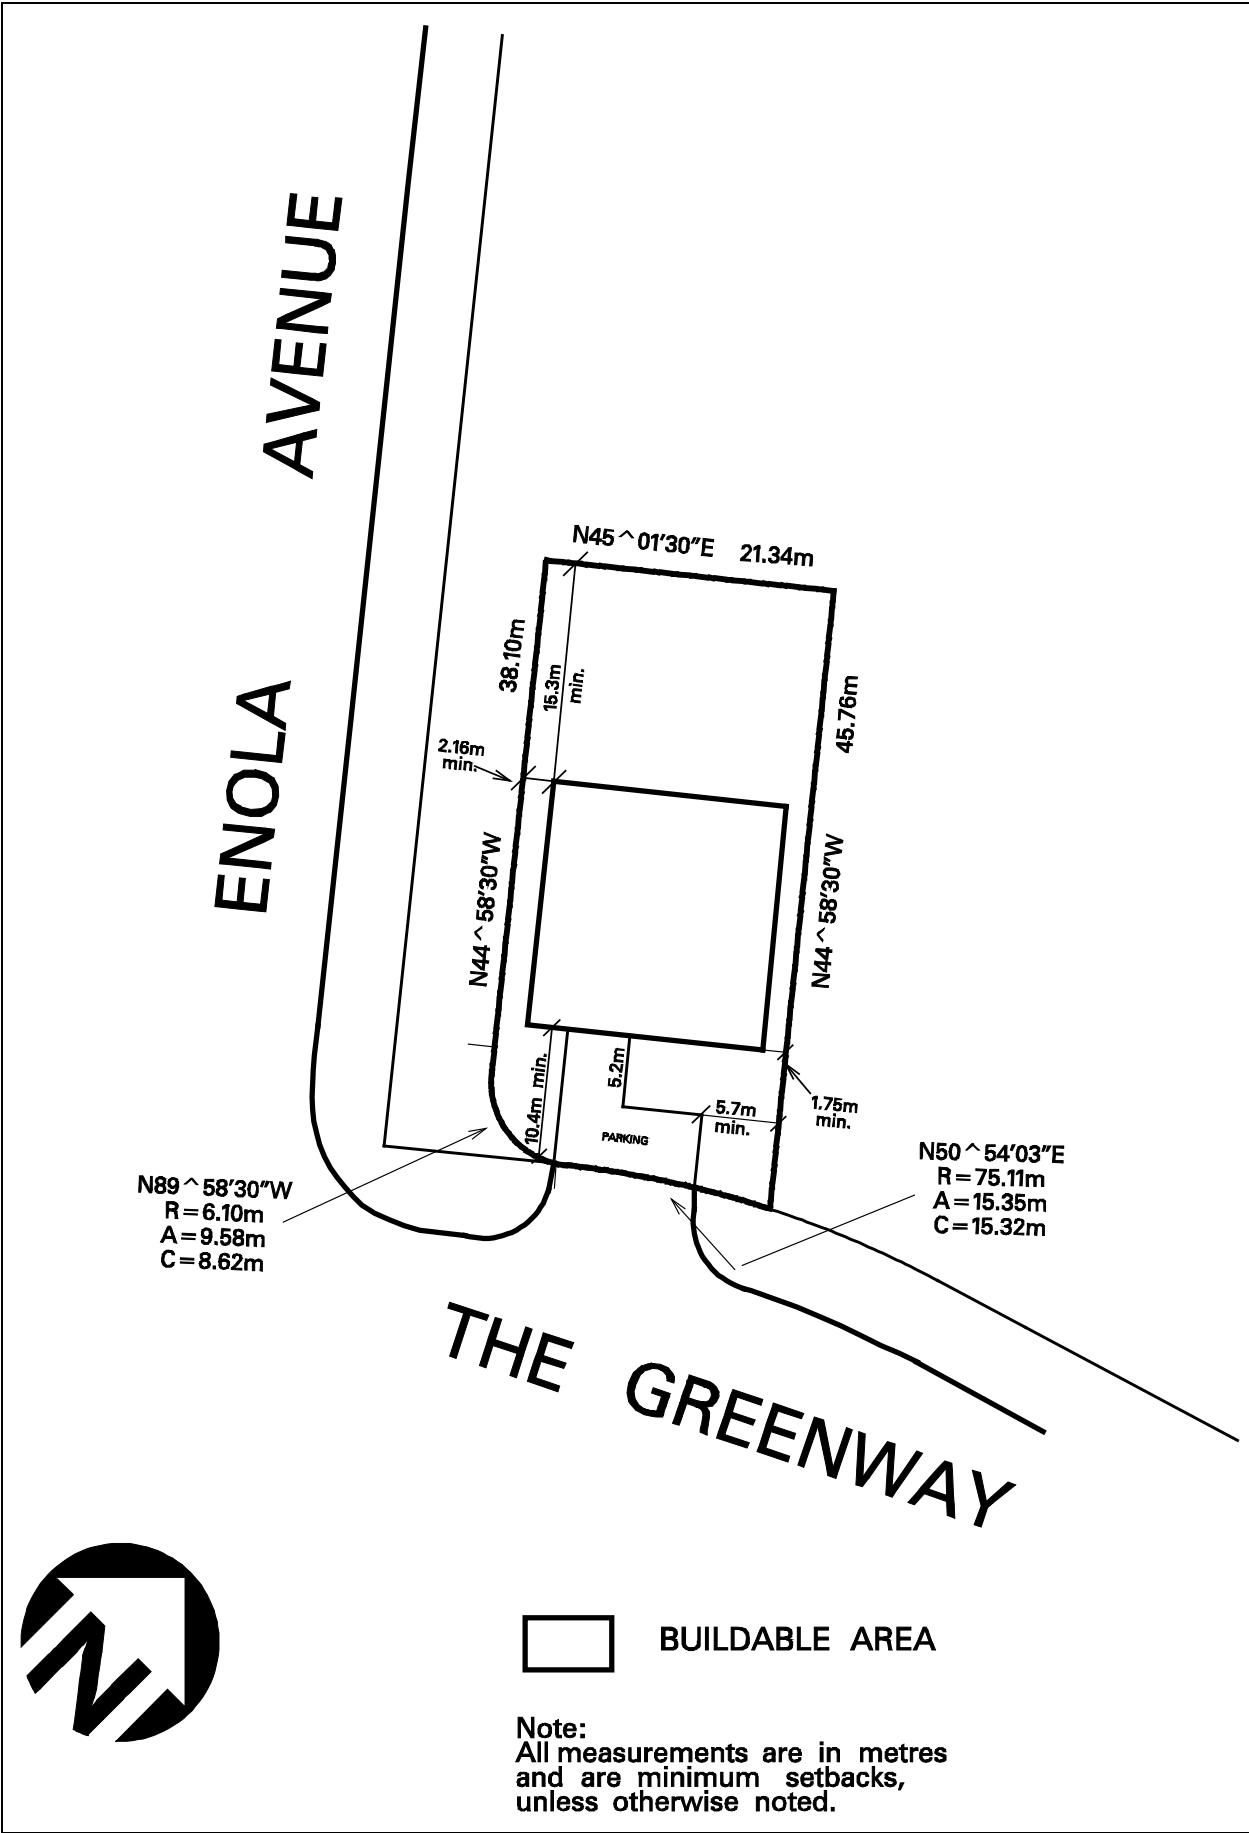 ENOLA AVENUE
N45^01'30"E 21.34m
38.10m
15.3m
min.
45.76m
2.16m
min.
N44^58'30"W
N44^58'30"W
10.4m min.
5.2m
5.7m
min.
1.75m
min.
PARKING
N89^58'30"W
R=6.10m
A=9.58m
C=8.62m
N50^54'03"E
R=75.11m
A=15.35m
C=15.32m
THE GREENWAY
N
BUILDABLE AREA
Note:
All measurements are in metres
and are minimum setbacks,
unless otherwise noted.